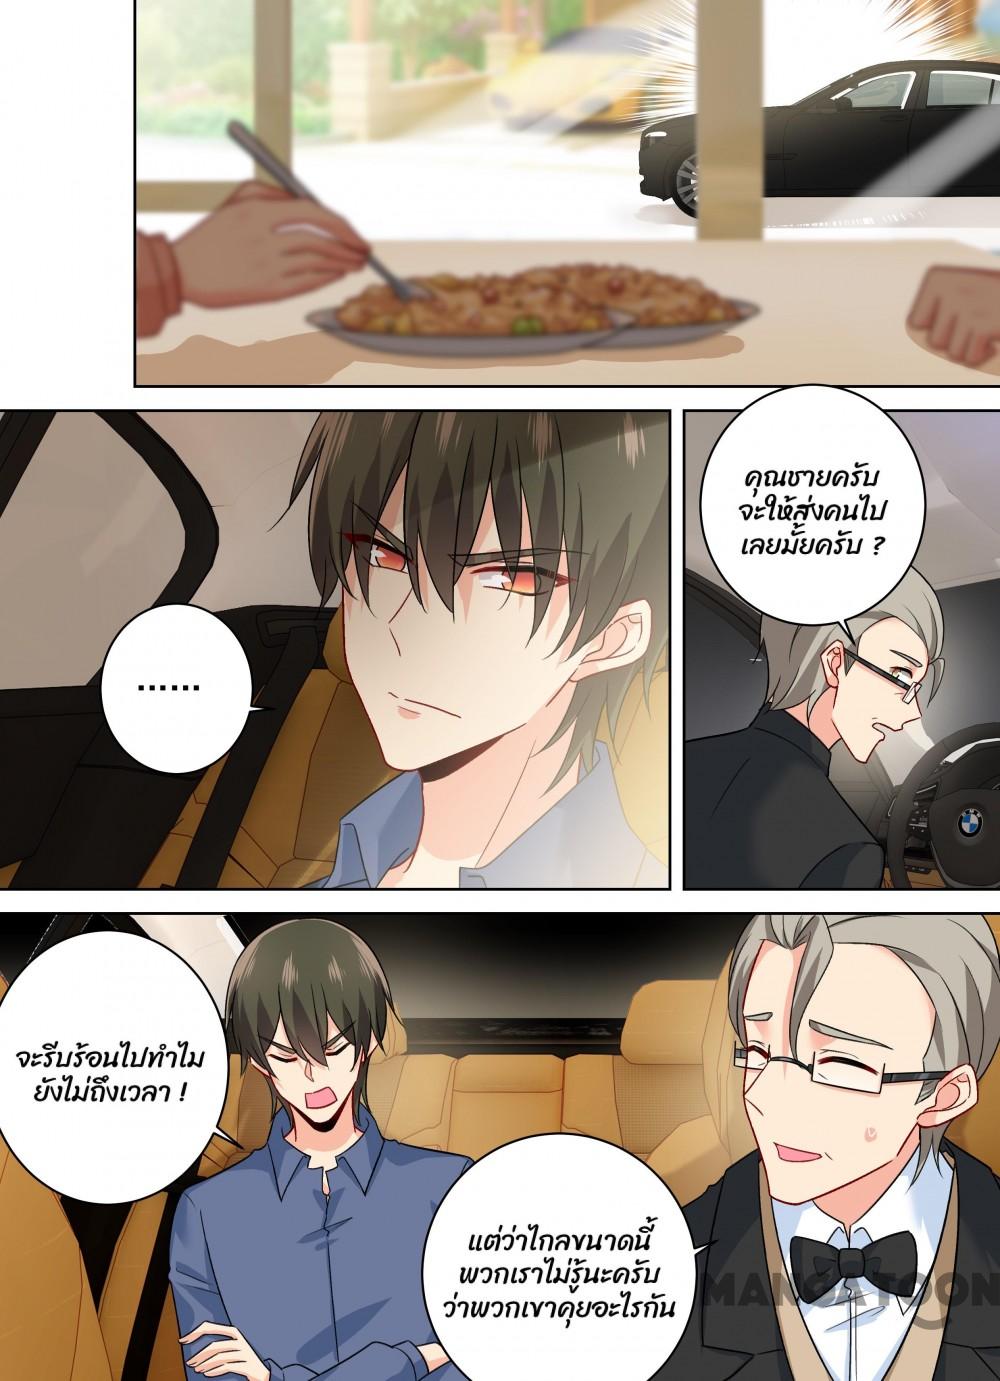 คุณชายครับ
จะให้ส่งคนไป
เลยมั้ยครับ ?
......
จะรีบร้อนไปทำไม
ยังไม่ถึงเวลา !
แต่ว่าไกลขนาดนี้
พวกเราไม่รู้นะครับ
ว่าพวกเขาคุยอะไรกัน
MANGATOON